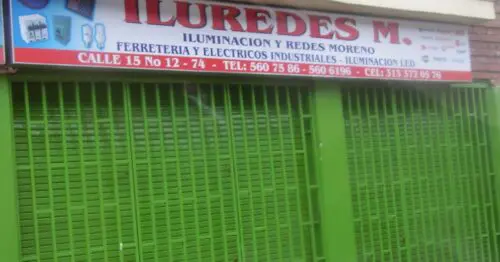 ILUREDES M.
ILUMINACION Y REDES MORENO
FERRETERIA Y ELECTRICOS INDUSTRIALES - ILUMINACION LED
CALLE 15 No 12 - 74 - TEL: 560 75 86 - 560 6196 - CEL: 313 377 05 76